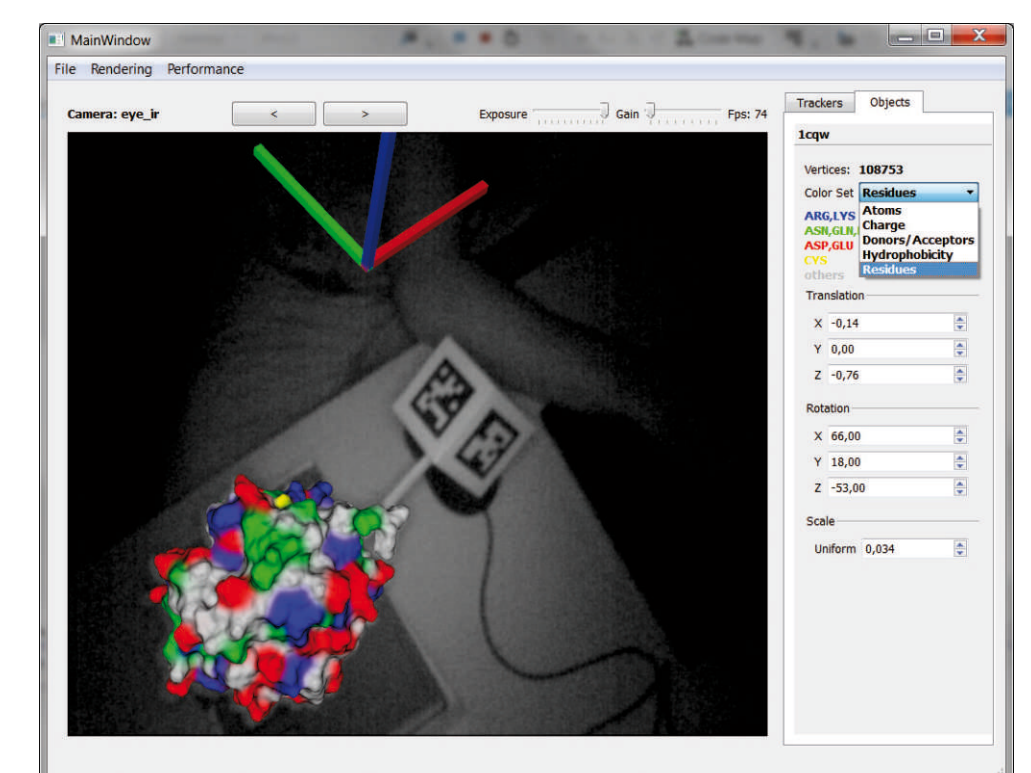 MainWindow
File Rendering Performance
Camera: eye_ir < > Exposure Gain Fps: 74
Trackers Objects
1cqw
Vertices: 108753
Color Set Residues
Atoms
Charge
Donors/Acceptors
Hydrophobicity
Residues
ARG,LYS
ASN,GLN,
ASP,GLU
CYS
others
Translation
X -0,14
Y 0,00
Z -0,76
Rotation
X 66,00
Y 18,00
Z -53,00
Scale
Uniform 0,034